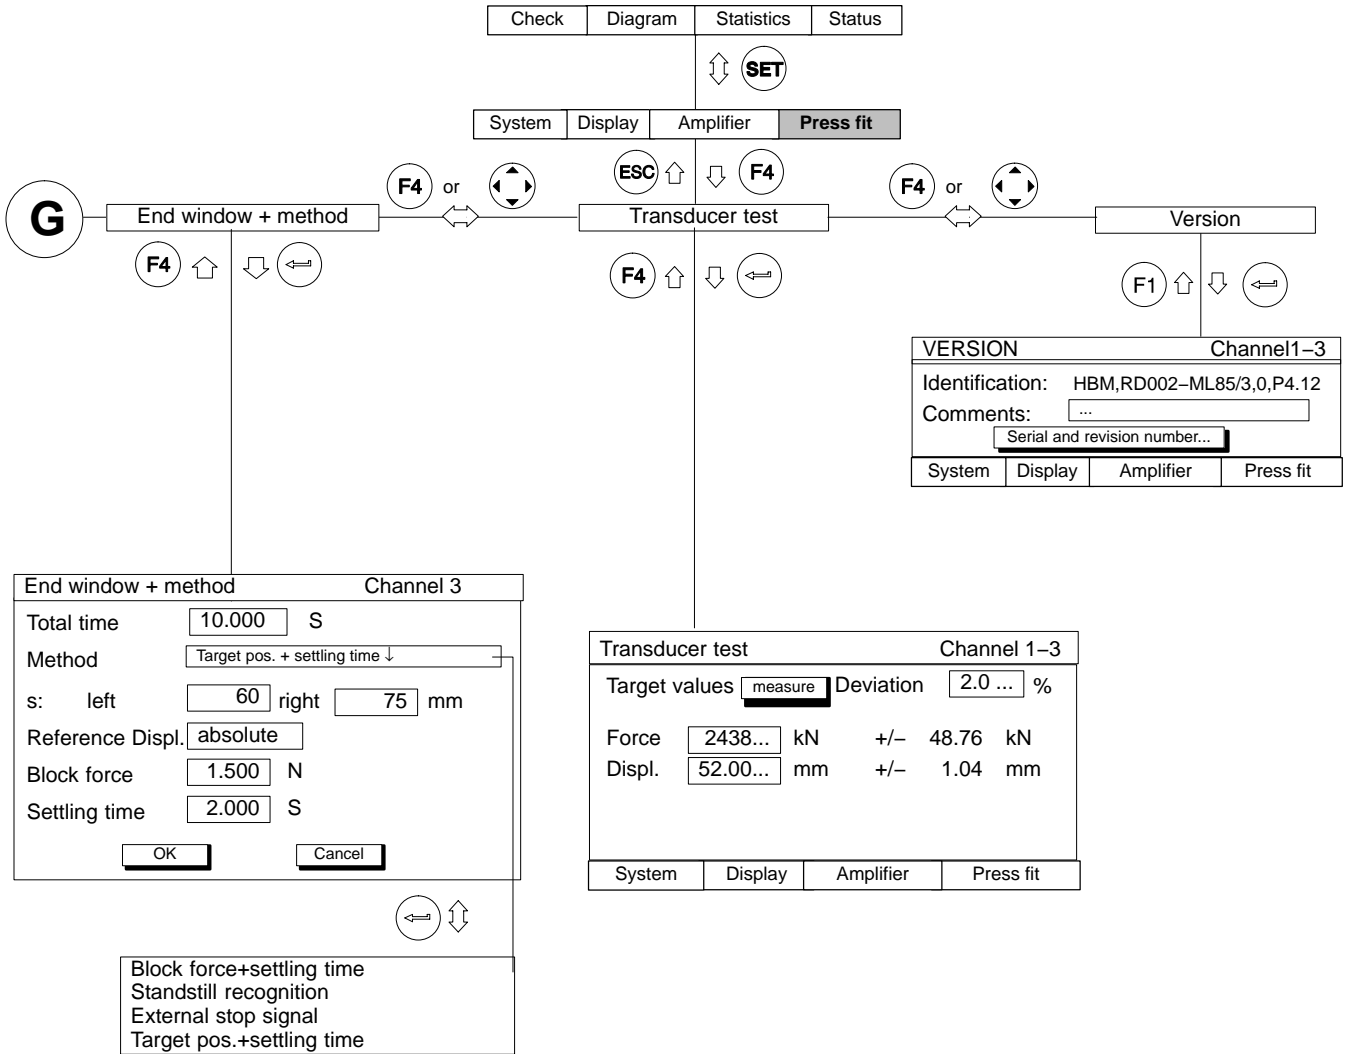 Check Diagram Statistics Status
SET
System Display Amplifier Press fit
F4 or
ESC
F4
F4 or
G
End window + method
Transducer test
Version
F4
F4
F1
VERSION Channel1–3
Identification: HBM,RD002–ML85/3,0,P4.12
Comments: ...
Serial and revision number...
System Display Amplifier Press fit
End window + method Channel 3
Total time 10.000 S
Method Target pos. + settling time ↓
s: left 60 right 75 mm
Reference Displ. absolute
Block force 1.500 N
Settling time 2.000 S
OK Cancel
Transducer test Channel 1–3
Target values measure Deviation 2.0 ... %
Force 2438... kN +/– 48.76 kN
Displ. 52.00... mm +/– 1.04 mm
System Display Amplifier Press fit
Block force+settling time
Standstill recognition
External stop signal
Target pos.+settling time